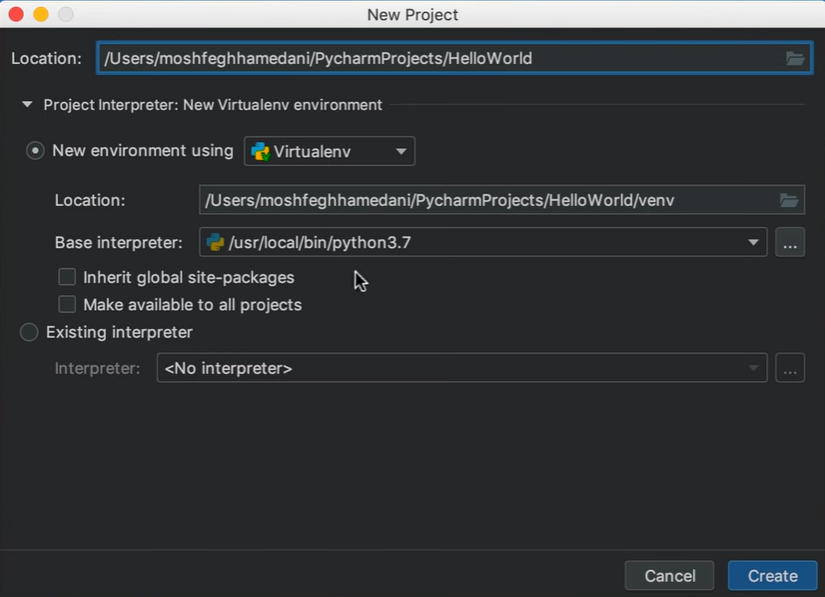 New Project
Location: /Users/moshfeghhamedani/PycharmProjects/HelloWorld
Project Interpreter: New Virtualenv environment
New environment using Virtualenv
Location: /Users/moshfeghhamedani/PycharmProjects/HelloWorld/venv
Base interpreter: /usr/local/bin/python3.7 ...
Inherit global site-packages
Make available to all projects
Existing interpreter
Interpreter: <No interpreter> ...
Cancel Create